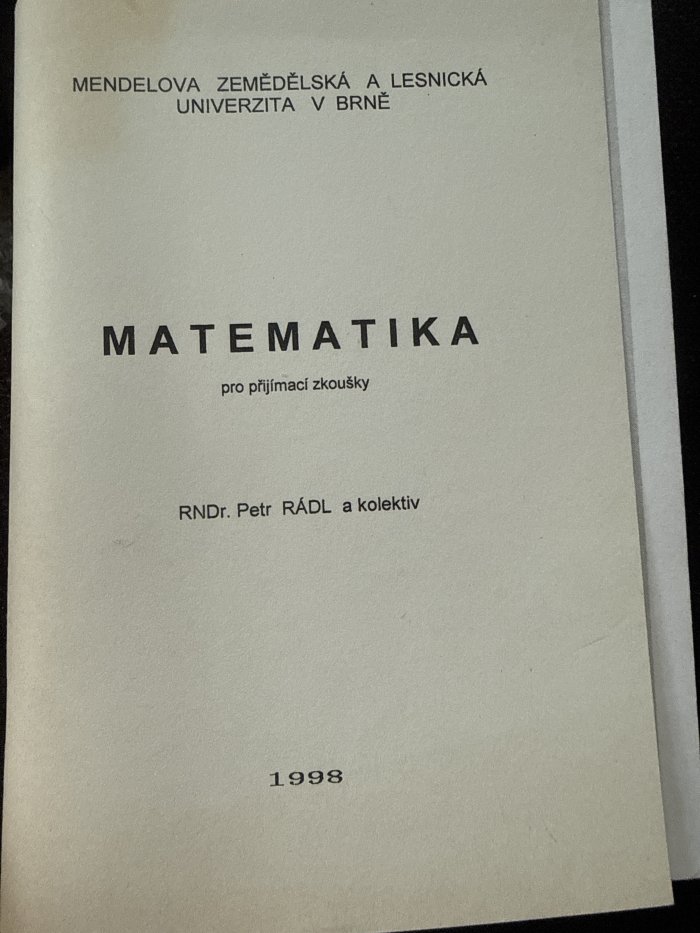 MENDELOVA ZEMĚDĚLSKÁ A LESNICKÁ
UNIVERZITA V BRNĚ
MATEMATIKA
pro přijímací zkoušky
RNDr. Petr RÁDL a kolektiv
1998